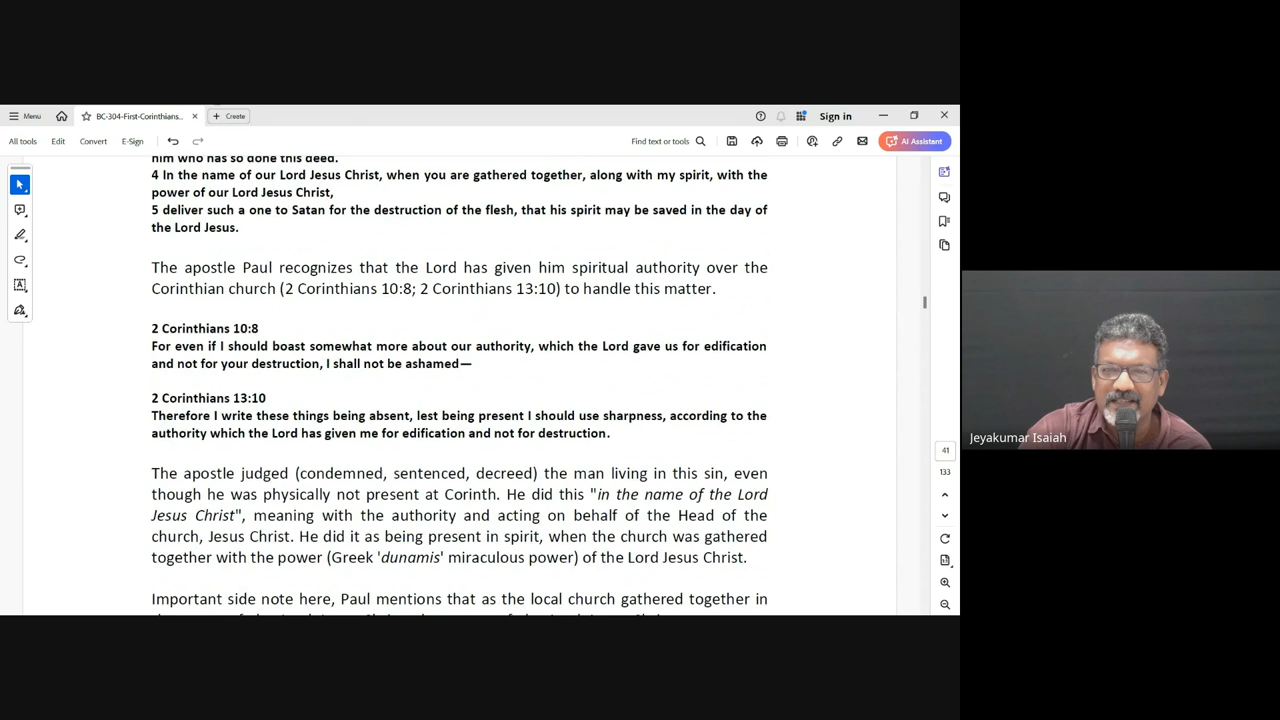 Menu
BC-304-First-Corinthians...
Create
Sign in
All tools
Edit
Convert
E-Sign
Find text or tools
AI Assistant
him who has so done this deed.
4 In the name of our Lord Jesus Christ, when you are gathered together, along with my spirit, with the
power of our Lord Jesus Christ,
5 deliver such a one to Satan for the destruction of the flesh, that his spirit may be saved in the day of
the Lord Jesus.
The apostle Paul recognizes that the Lord has given him spiritual authority over the
Corinthian church (2 Corinthians 10:8; 2 Corinthians 13:10) to handle this matter.
2 Corinthians 10:8
For even if I should boast somewhat more about our authority, which the Lord gave us for edification
and not for your destruction, I shall not be ashamed—
2 Corinthians 13:10
Therefore I write these things being absent, lest being present I should use sharpness, according to the
authority which the Lord has given me for edification and not for destruction.
The apostle judged (condemned, sentenced, decreed) the man living in this sin, even
though he was physically not present at Corinth. He did this "in the name of the Lord
Jesus Christ", meaning with the authority and acting on behalf of the Head of the
church, Jesus Christ. He did it as being present in spirit, when the church was gathered
together with the power (Greek 'dunamis' miraculous power) of the Lord Jesus Christ.
Important side note here, Paul mentions that as the local church gathered together in
41
133
Jeyakumar Isaiah